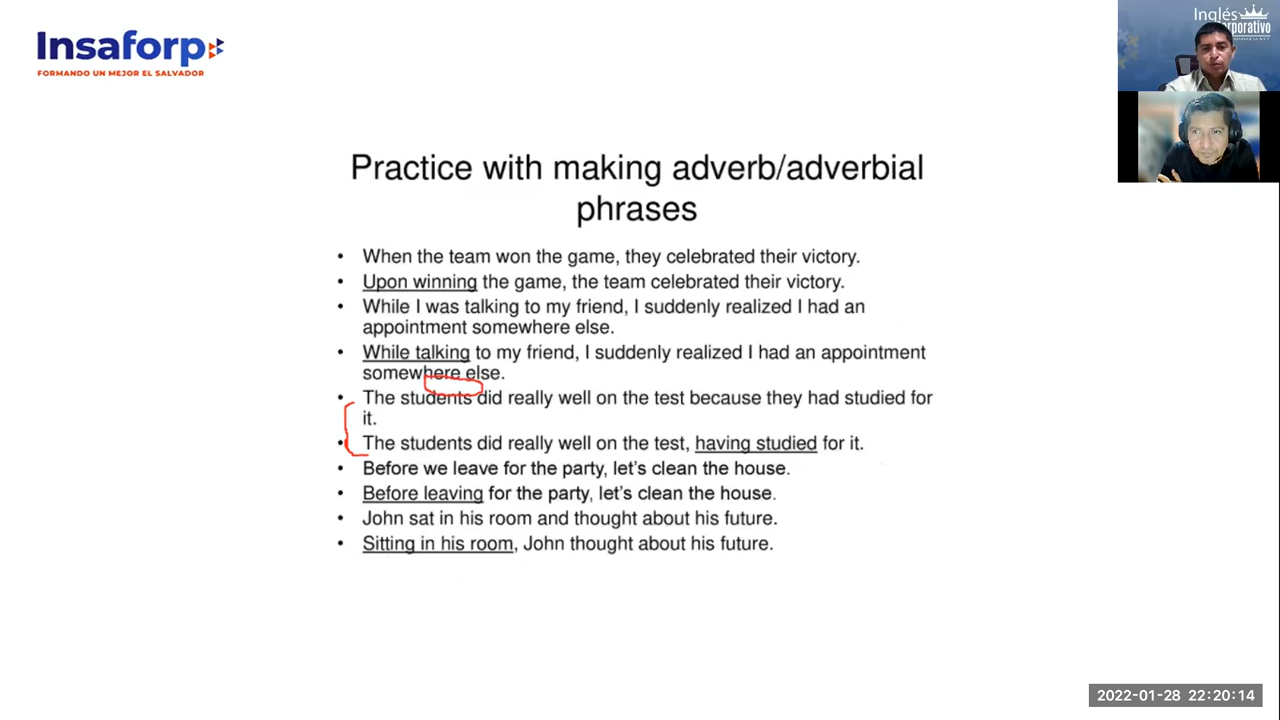 Insaforp
FORMANDO UN MEJOR EL SALVADOR
Inglés
orporativo
Practice with making adverb/adverbial
phrases
• When the team won the game, they celebrated their victory.
• Upon winning the game, the team celebrated their victory.
• While I was talking to my friend, I suddenly realized I had an
appointment somewhere else.
• While talking to my friend, I suddenly realized I had an appointment
somewhere else.
• The students did really well on the test because they had studied for
it.
• The students did really well on the test, having studied for it.
• Before we leave for the party, let's clean the house.
• Before leaving for the party, let's clean the house.
• John sat in his room and thought about his future.
• Sitting in his room, John thought about his future.
2022-01-28 22:20:14